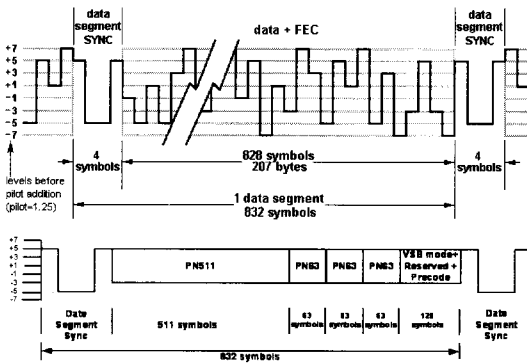 data
segment
SYNC
data + FEC
data
segment
SYNC
+7
+5
+3
+1
-1
-3
-5
-7
4
symbols
828 symbols
207 bytes
4
symbols
levels before
pilot addition
(pilot=1.25)
1 data segment
832 symbols
+7
+5
+3
+1
-1
-3
-5
-7
PN511
PN63
PN63
PN63
VSB mode+
Reserved +
Precode
Data
Segment
Sync
511 symbols
63
symbols
63
symbols
63
symbols
128
symbols
Data
Segment
Sync
832 symbols